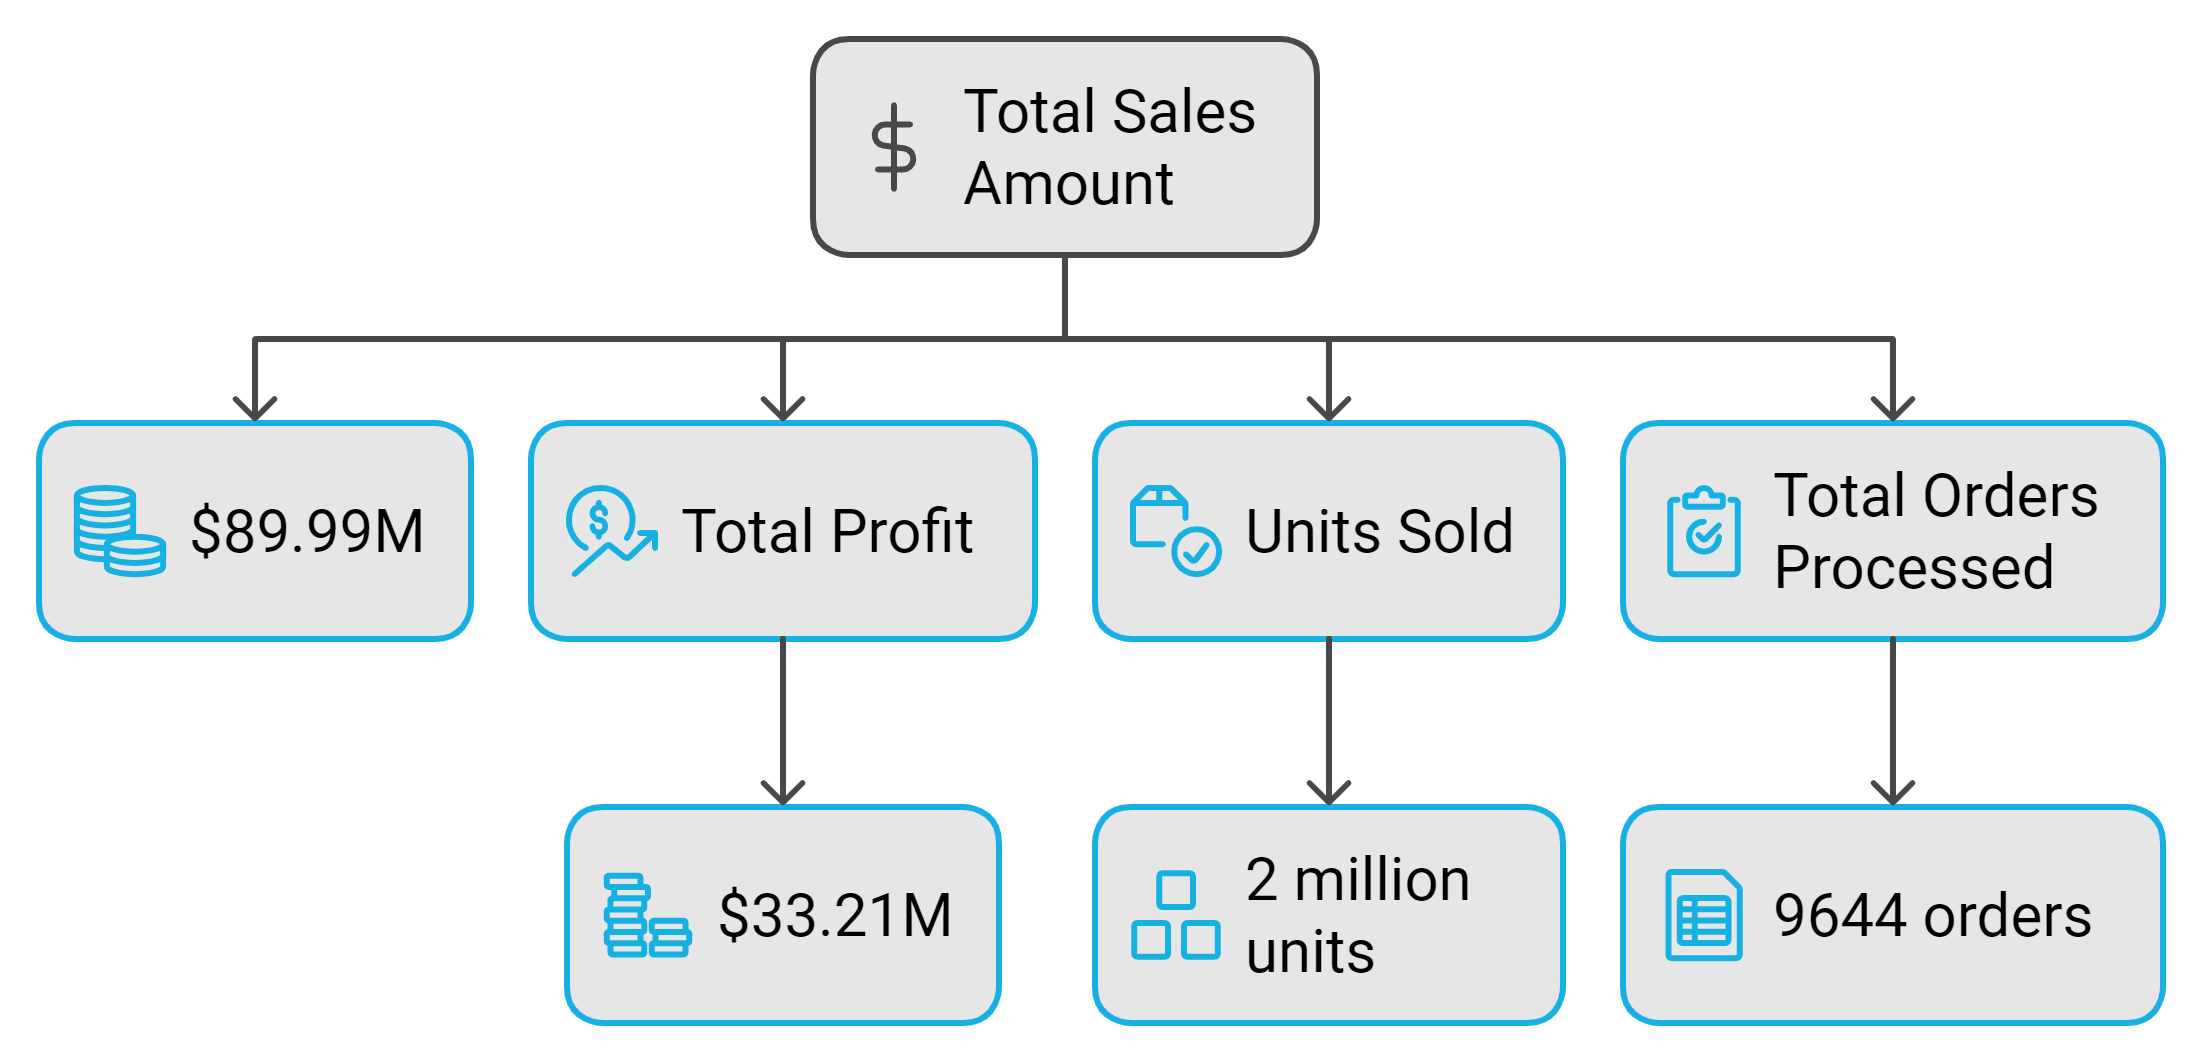 Total Sales
Amount
$89.99M
Total Profit
Units Sold
Total Orders
Processed
$33.21M
2 million
units
9644 orders